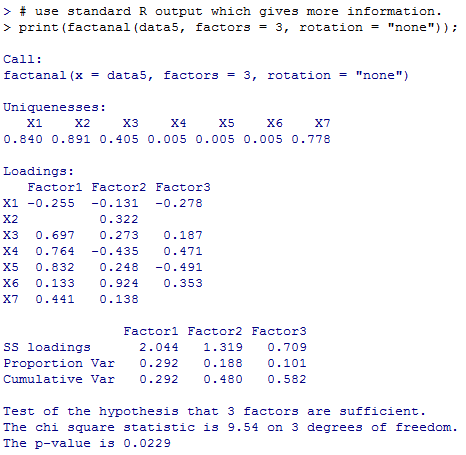 > # use standard R output which gives more information.
> print(factanal(data5, factors = 3, rotation = "none"));
Call:
factanal(x = data5, factors = 3, rotation = "none")
Uniquenesses:
X1 X2 X3 X4 X5 X6 X7
0.840 0.891 0.405 0.005 0.005 0.005 0.778
Loadings:
Factor1 Factor2 Factor3
X1 -0.255 -0.131 -0.278
X2 0.322
X3 0.697 0.273 0.187
X4 0.764 -0.435 0.471
X5 0.832 0.248 -0.491
X6 0.133 0.924 0.353
X7 0.441 0.138
Factor1 Factor2 Factor3
SS loadings 2.044 1.319 0.709
Proportion Var 0.292 0.188 0.101
Cumulative Var 0.292 0.480 0.582
Test of the hypothesis that 3 factors are sufficient.
The chi square statistic is 9.54 on 3 degrees of freedom.
The p-value is 0.0229